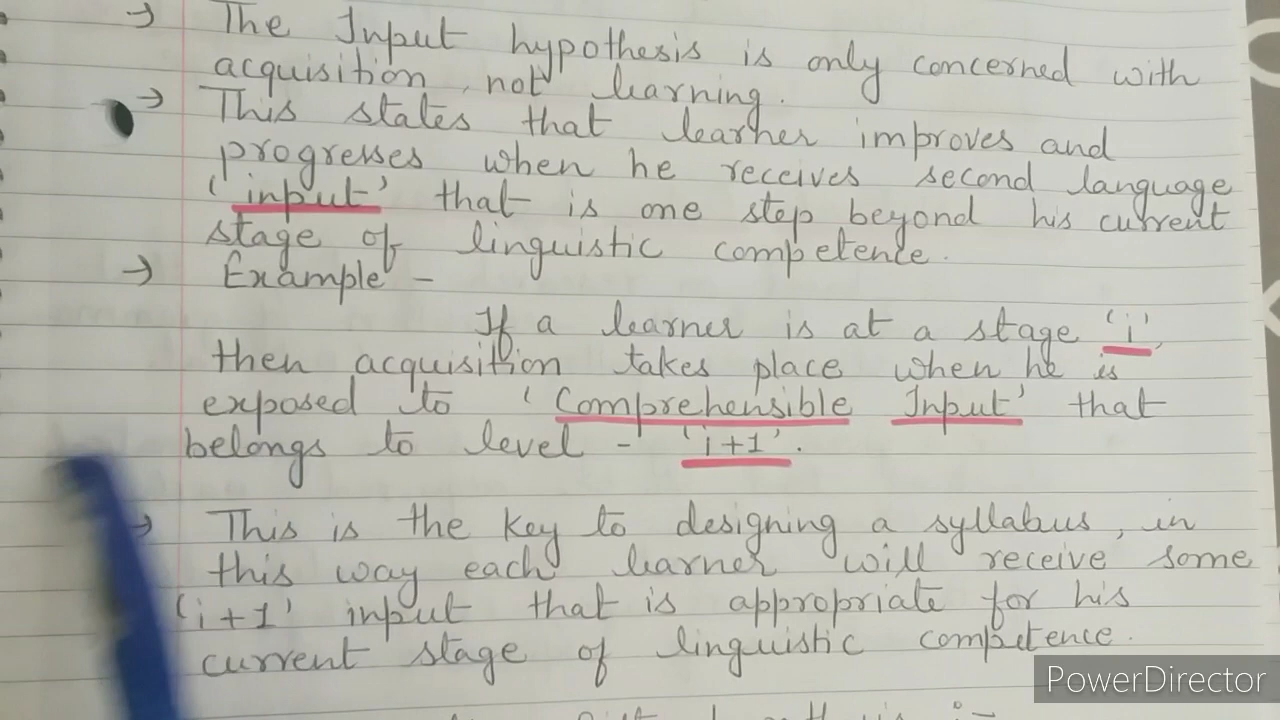 → The Input hypothesis is only concerned with
acquisition, not learning.
→ This states that learner improves and
progresses when he receives second language
'input' that is one step beyond his current
stage of linguistic competence.
→ Example -
If a learner is at a stage 'i',
then acquisition takes place when he is
exposed to 'Comprehensible Input' that
belongs to level - 'i+1'.
→ This is the key to designing a syllabus, in
this way each learner will receive some
'i+1' input that is appropriate for his
current stage of linguistic competence.
PowerDirector